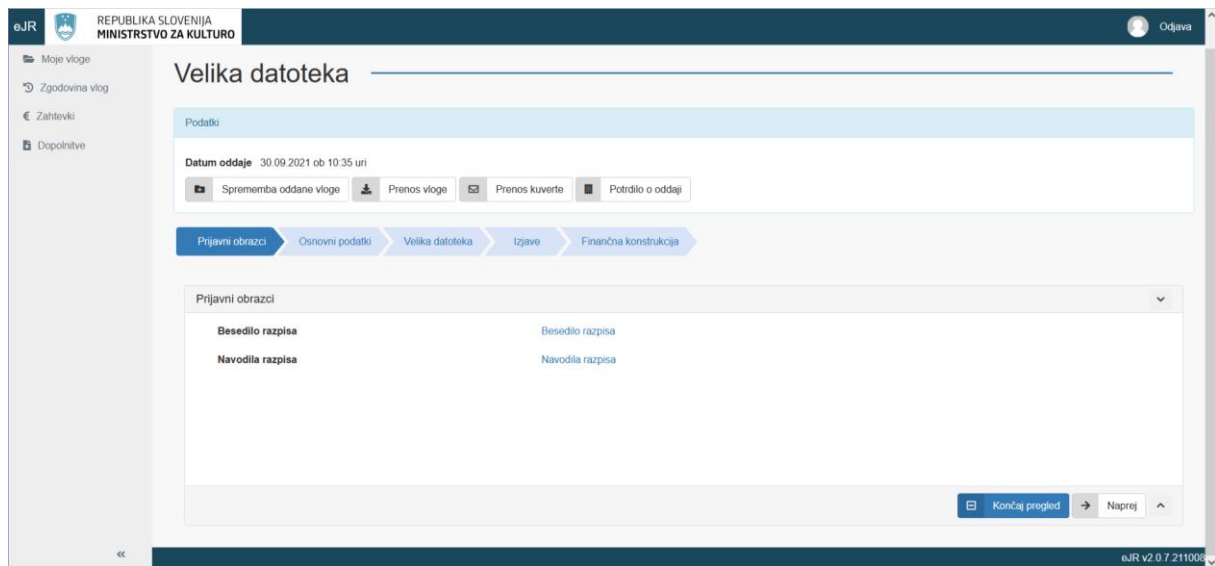 eJR
REPUBLIKA SLOVENIJA
MINISTRSTVO ZA KULTURO
Odjava
Moje vloge
Zgodovina vlog
€ Zahtevki
Dopolnitve
Velika datoteka
Podatki
Datum oddaje 30.09.2021 ob 10:35 uri
Sprememba oddane vloge Prenos vloge Prenos kuverte Potrdilo o oddaji
Prijavni obrazci Osnovni podatki Velika datoteka Izjave Finančna konstrukcija
Prijavni obrazci
Besedilo razpisa Besedilo razpisa
Navodila razpisa Navodila razpisa
Končaj pregled Naprej
eJR v2.0.7.211008